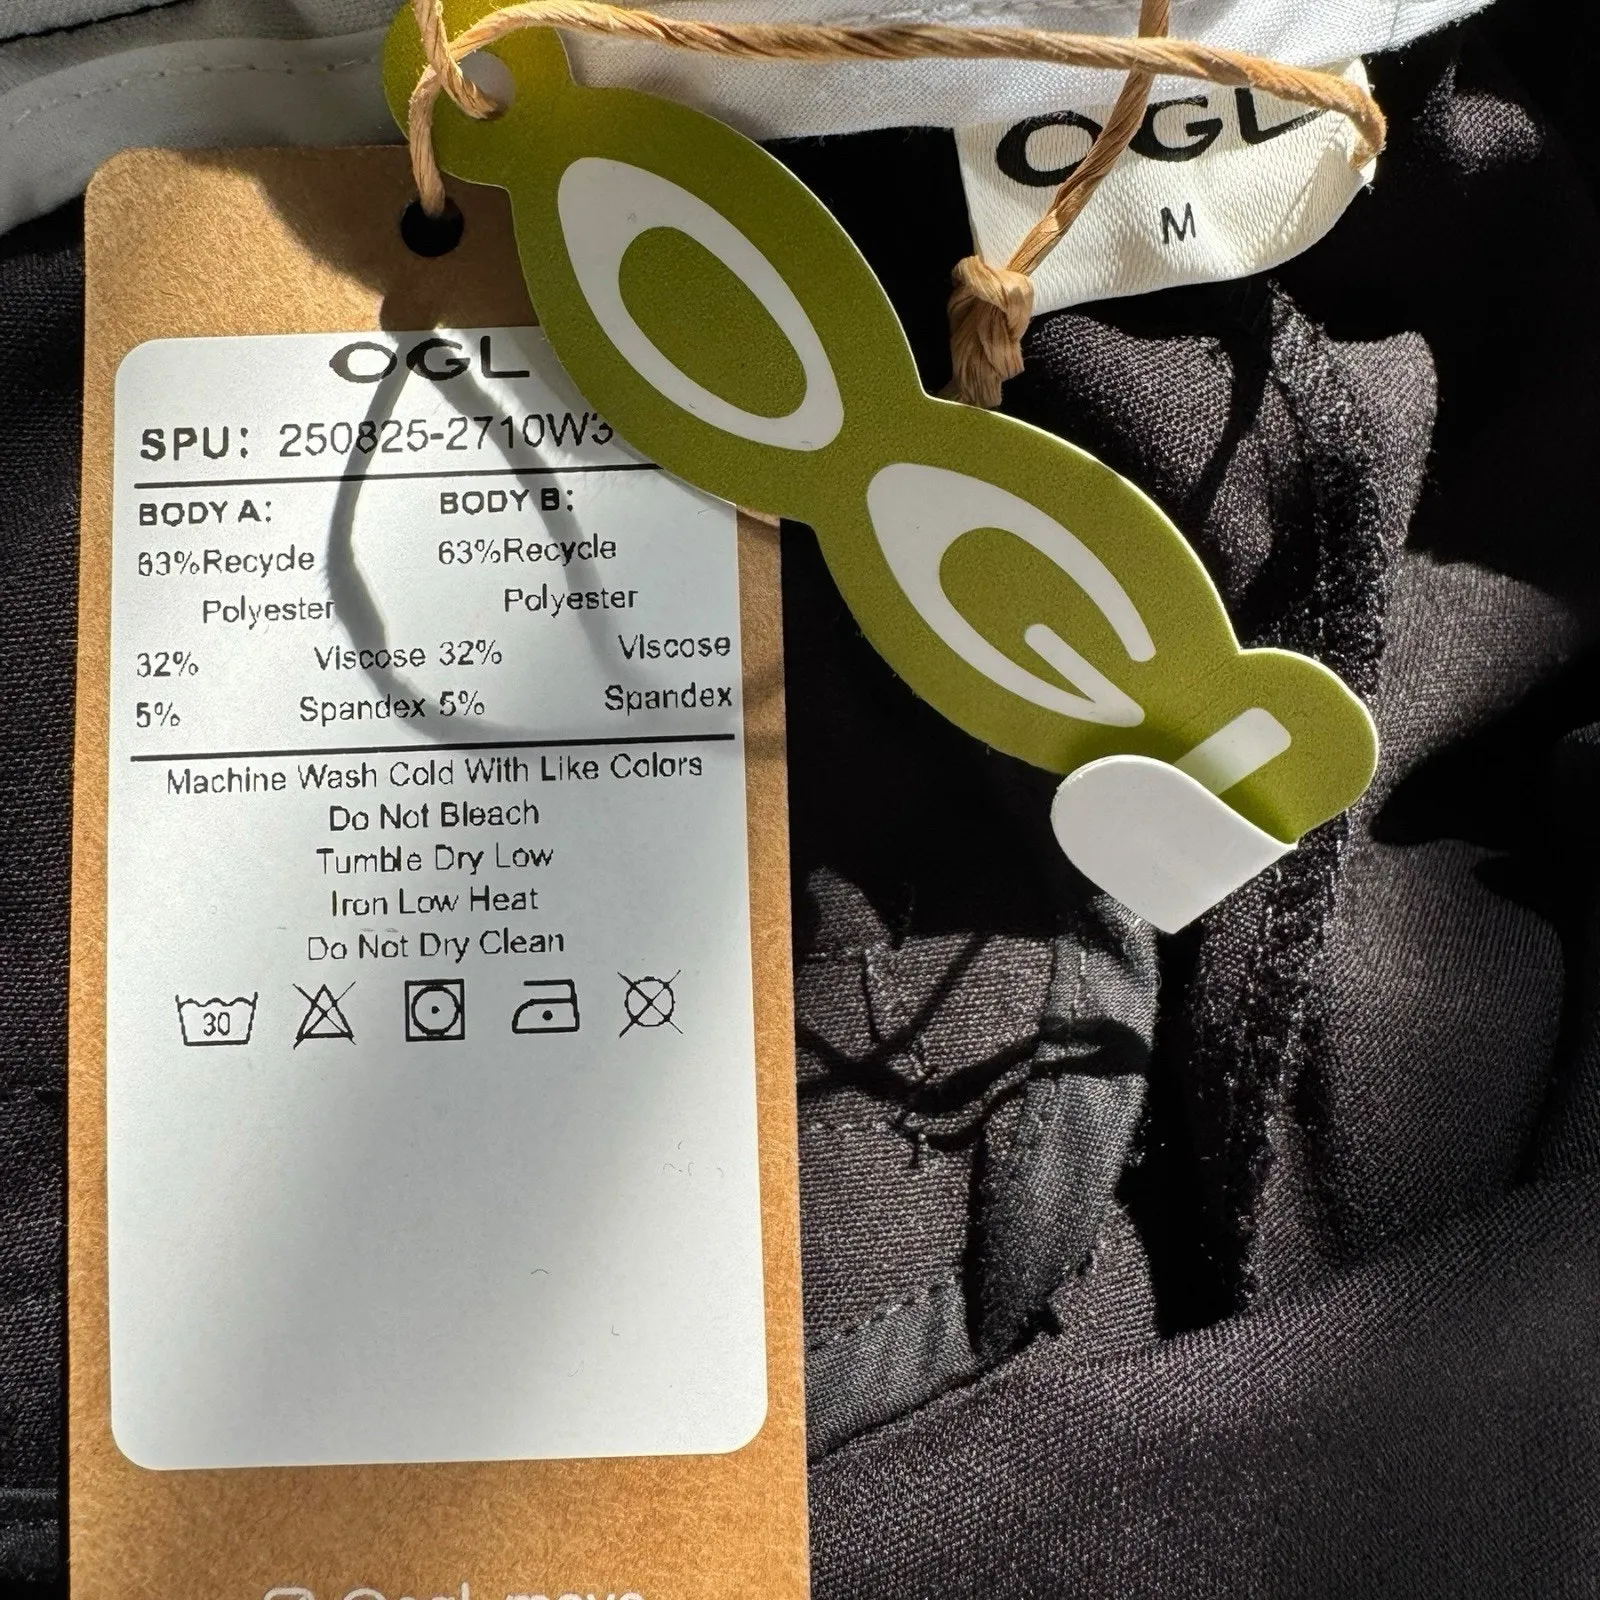 OGL
M
OGL
OGL
SPU: 250825-2710W3
BODY A: BODY B:
63%Recycle 63%Recycle
Polyester Polyester
32% Viscose 32% Viscose
5% Spandex 5% Spandex
Machine Wash Cold With Like Colors
Do Not Bleach
Tumble Dry Low
Iron Low Heat
Do Not Dry Clean
30